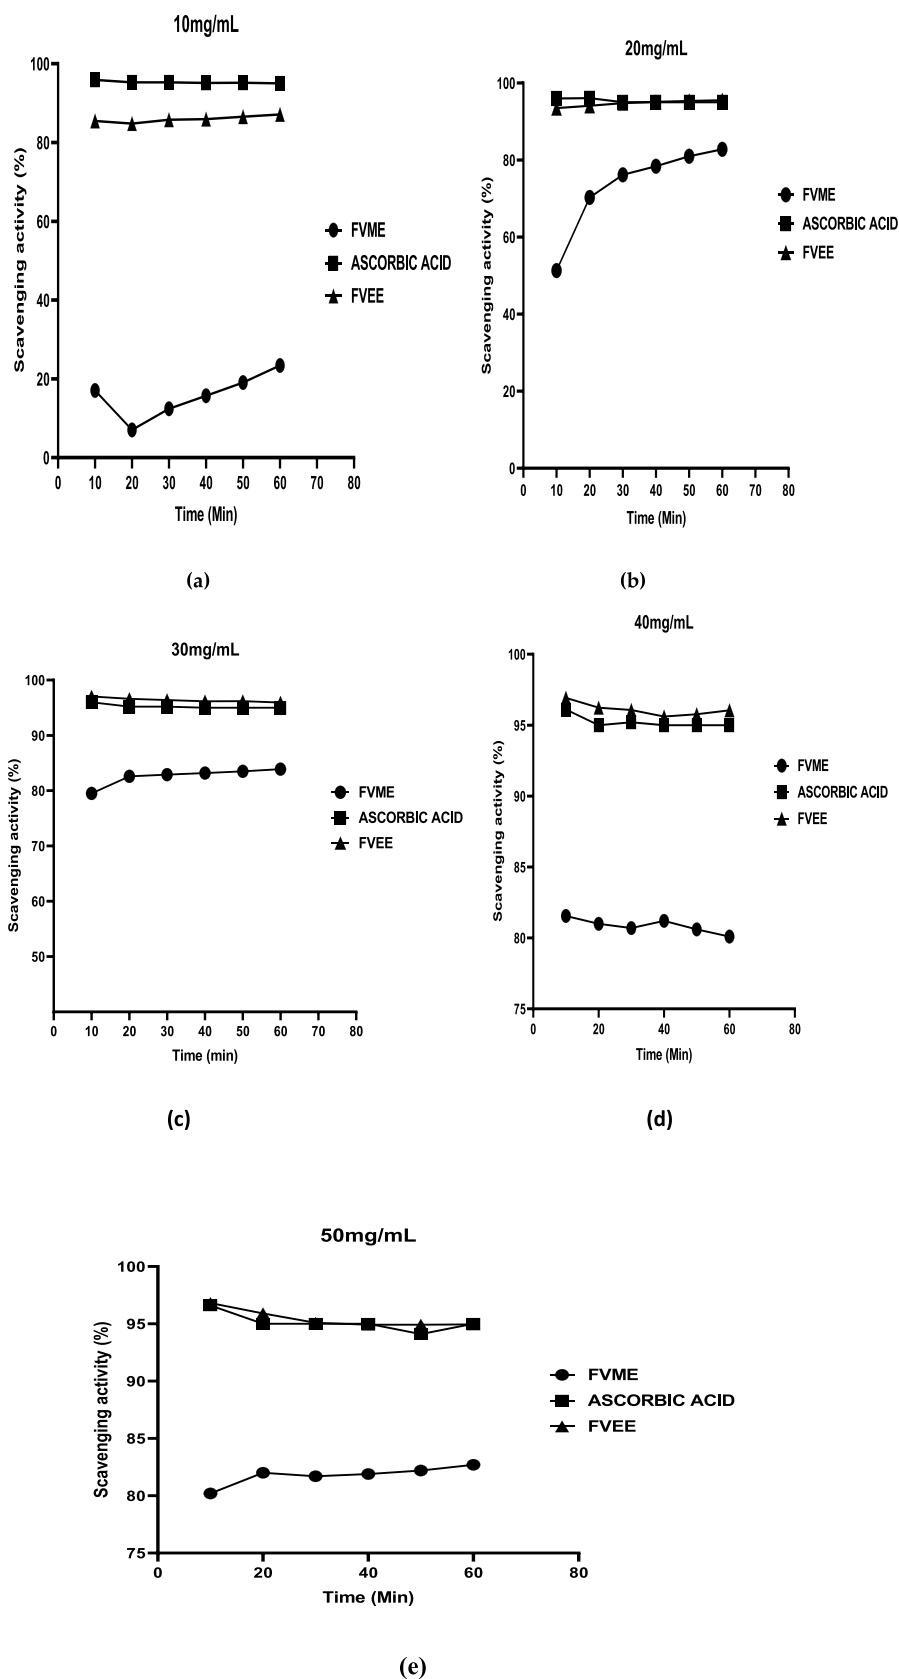 10mg/mL
100
80
60
40
20
0
Scavenging activity (%)
0 10 20 30 40 50 60 70 80
Time (Min)
FVME
ASCORBIC ACID
FVEE
(a)
20mg/mL
100
80
60
40
20
0
Scavenging activity (%)
0 10 20 30 40 50 60 70 80
Time (Min)
FVME
ASCORBIC ACID
FVEE
(b)
30mg/mL
100
90
80
70
60
50
Scavenging activity (%)
0 10 20 30 40 50 60 70 80
Time (min)
FVME
ASCORBIC ACID
FVEE
(c)
40mg/mL
100
95
90
85
80
75
Scavenging activity (%)
0 20 40 60 80
Time (Min)
FVME
ASCORBIC ACID
FVEE
(d)
50mg/mL
100
95
90
85
80
75
Scavenging activity (%)
0 20 40 60 80
Time (Min)
FVME
ASCORBIC ACID
FVEE
(e)